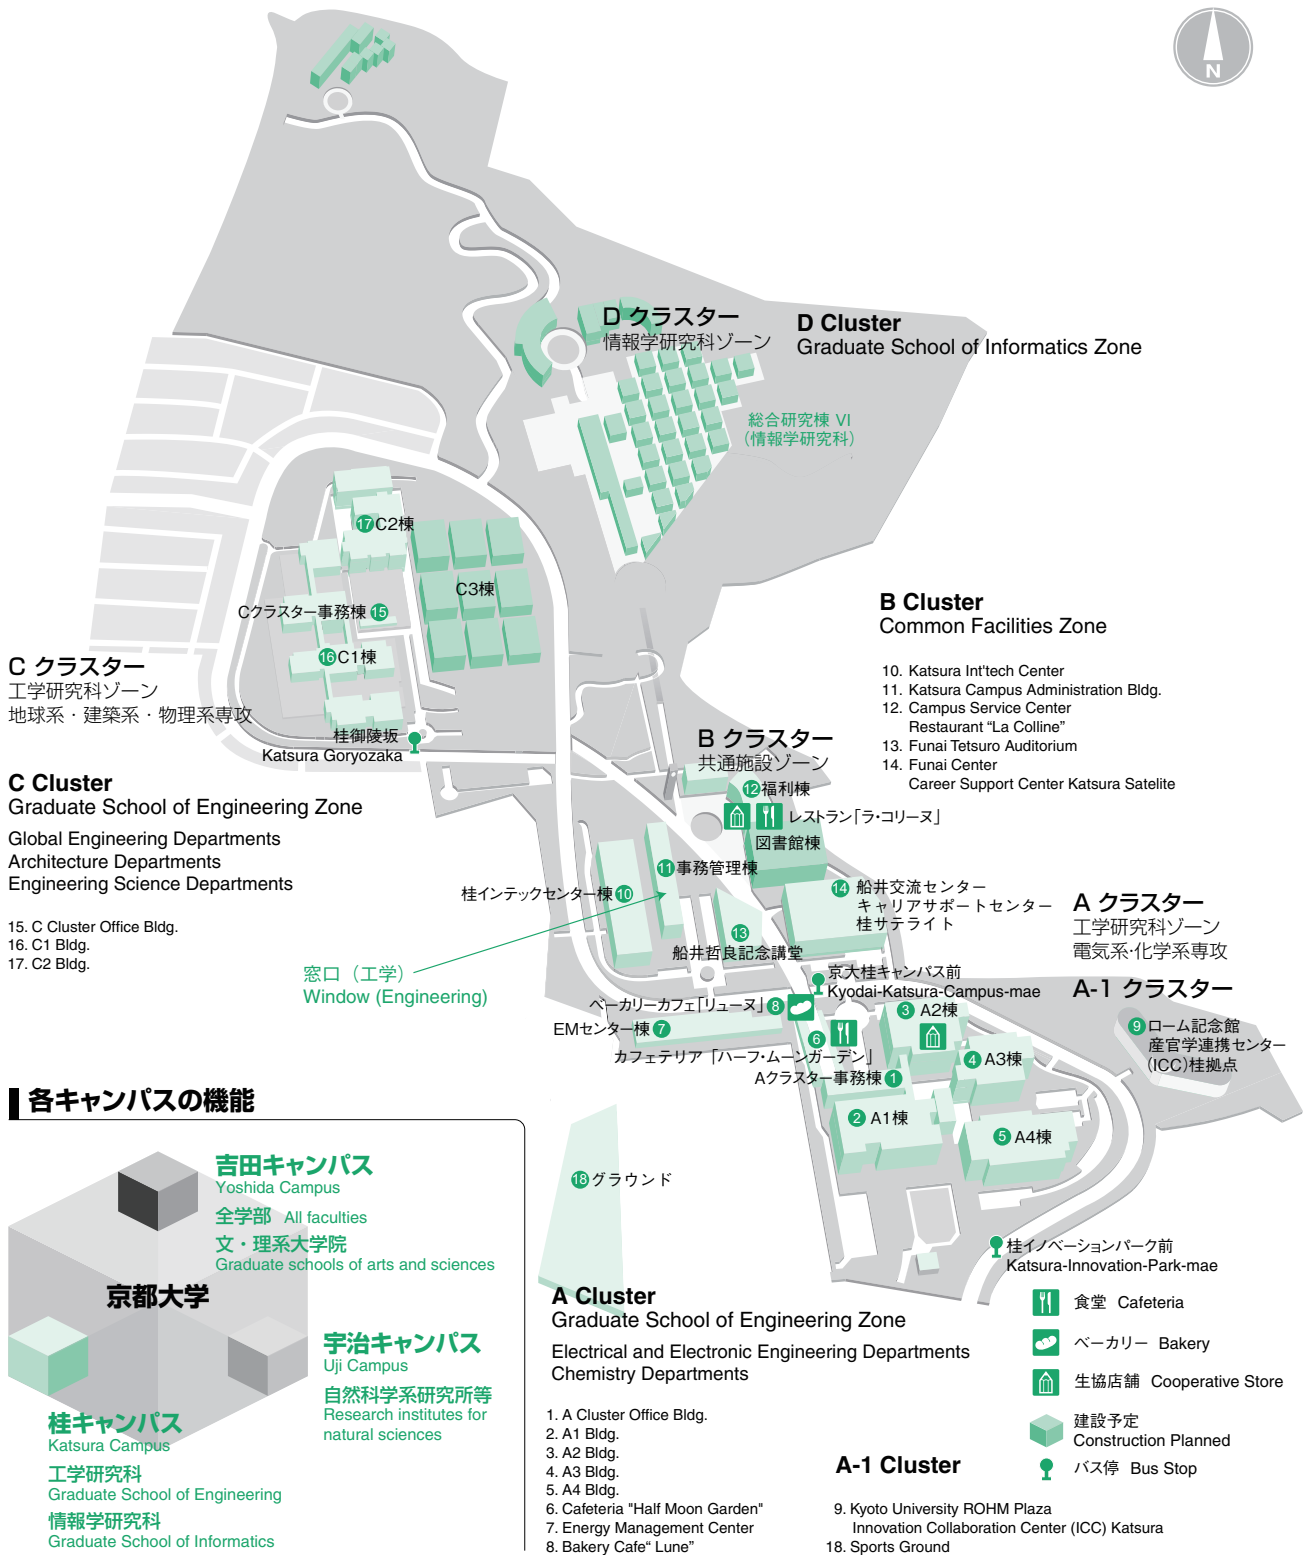 N
D クラスター
情報学研究科ゾーン
D Cluster
Graduate School of Informatics Zone
総合研究棟 VI
（情報学研究科）
17 C2棟
C3棟
Cクラスター事務棟 15
16 C1棟
C クラスター
工学研究科ゾーン
地球系・建築系・物理系専攻
桂御陵坂
Katsura Goryozaka
C Cluster
Graduate School of Engineering Zone
Global Engineering Departments
Architecture Departments
Engineering Science Departments
15. C Cluster Office Bldg.
16. C1 Bldg.
17. C2 Bldg.
B Cluster
Common Facilities Zone
10. Katsura Int'tech Center
11. Katsura Campus Administration Bldg.
12. Campus Service Center
Restaurant “La Colline”
13. Funai Tetsuro Auditorium
14. Funai Center
Career Support Center Katsura Satelite
B クラスター
共通施設ゾーン
12 福利棟
レストラン「ラ・コリーヌ」
図書館棟
11 事務管理棟
桂インテックセンター棟 10
14 船井交流センター
キャリアサポートセンター
桂サテライト
13
船井哲良記念講堂
窓口（工学）
Window (Engineering)
A クラスター
工学研究科ゾーン
電気系・化学系専攻
A-1 クラスター
9 ローム記念館
産官学連携センター
(ICC)桂拠点
京大桂キャンパス前
Kyodai-Katsura-Campus-mae
ベーカリーカフェ「リューヌ」 8
EMセンター棟 7
6
カフェテリア「ハーフ・ムーンガーデン」
3 A2棟
4 A3棟
Aクラスター事務棟 1
2 A1棟
5 A4棟
18 グラウンド
桂イノベーションパーク前
Katsura-Innovation-Park-mae
食堂 Cafeteria
ベーカリー Bakery
生協店舗 Cooperative Store
建設予定
Construction Planned
バス停 Bus Stop
各キャンパスの機能
吉田キャンパス
Yoshida Campus
全学部 All faculties
文・理系大学院
Graduate schools of arts and sciences
京都大学
宇治キャンパス
Uji Campus
自然科学系研究所等
Research institutes for
natural sciences
桂キャンパス
Katsura Campus
工学研究科
Graduate School of Engineering
情報学研究科
Graduate School of Informatics
A Cluster
Graduate School of Engineering Zone
Electrical and Electronic Engineering Departments
Chemistry Departments
1. A Cluster Office Bldg.
2. A1 Bldg.
3. A2 Bldg.
4. A3 Bldg.
5. A4 Bldg.
6. Cafeteria "Half Moon Garden"
7. Energy Management Center
8. Bakery Cafe“ Lune”
A-1 Cluster
9. Kyoto University ROHM Plaza
Innovation Collaboration Center (ICC) Katsura
18. Sports Ground